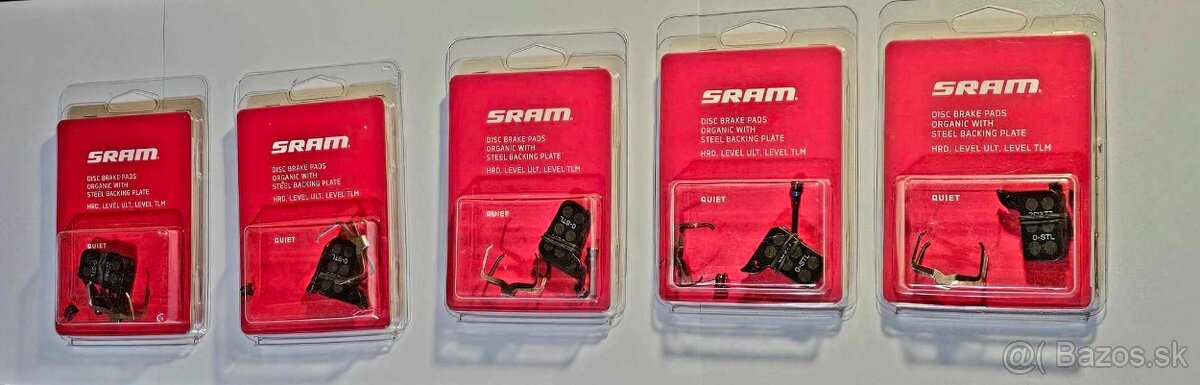 SRAM
DISC BRAKE PADS
ORGANIC WITH
STEEL BACKING PLATE
HRD, LEVEL ULT, LEVEL TLM
QUIET
D-STL
SRAM
DISC BRAKE PADS
ORGANIC WITH
STEEL BACKING PLATE
HRD, LEVEL ULT, LEVEL TLM
QUIET
D-STL
SRAM
DISC BRAKE PADS
ORGANIC WITH
STEEL BACKING PLATE
HRD, LEVEL ULT, LEVEL TLM
QUIET
D-STL
SRAM
DISC BRAKE PADS
ORGANIC WITH
STEEL BACKING PLATE
HRD, LEVEL ULT, LEVEL TLM
QUIET
D-STL
SRAM
DISC BRAKE PADS
ORGANIC WITH
STEEL BACKING PLATE
HRD, LEVEL ULT, LEVEL TLM
QUIET
D-STL
@( Bazos.sk